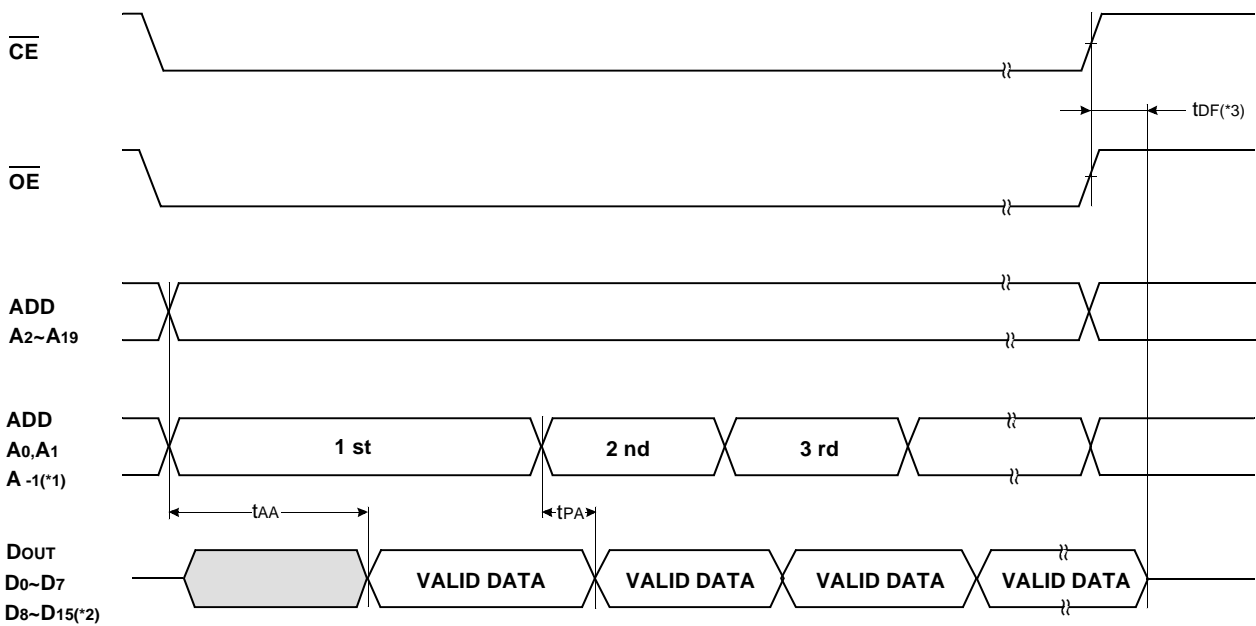 CE
tDF(*3)
OE
ADD
A2~A19
ADD
A0,A1
A -1(*1)
1 st
2 nd
3 rd
tAA
tPA
DOUT
D0~D7
D8~D15(*2)
VALID DATA
VALID DATA
VALID DATA
VALID DATA